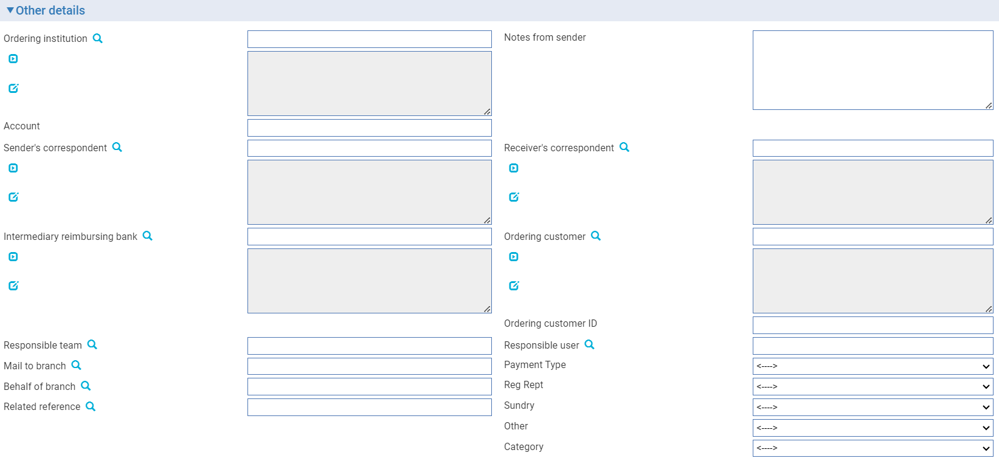 Other details
Ordering institution
Notes from sender
Account
Sender's correspondent
Receiver's correspondent
Intermediary reimbursing bank
Ordering customer
Ordering customer ID
Responsible team
Responsible user
Mail to branch
Payment Type
<---->
Behalf of branch
Reg Rept
<---->
Related reference
Sundry
<---->
Other
<---->
Category
<---->